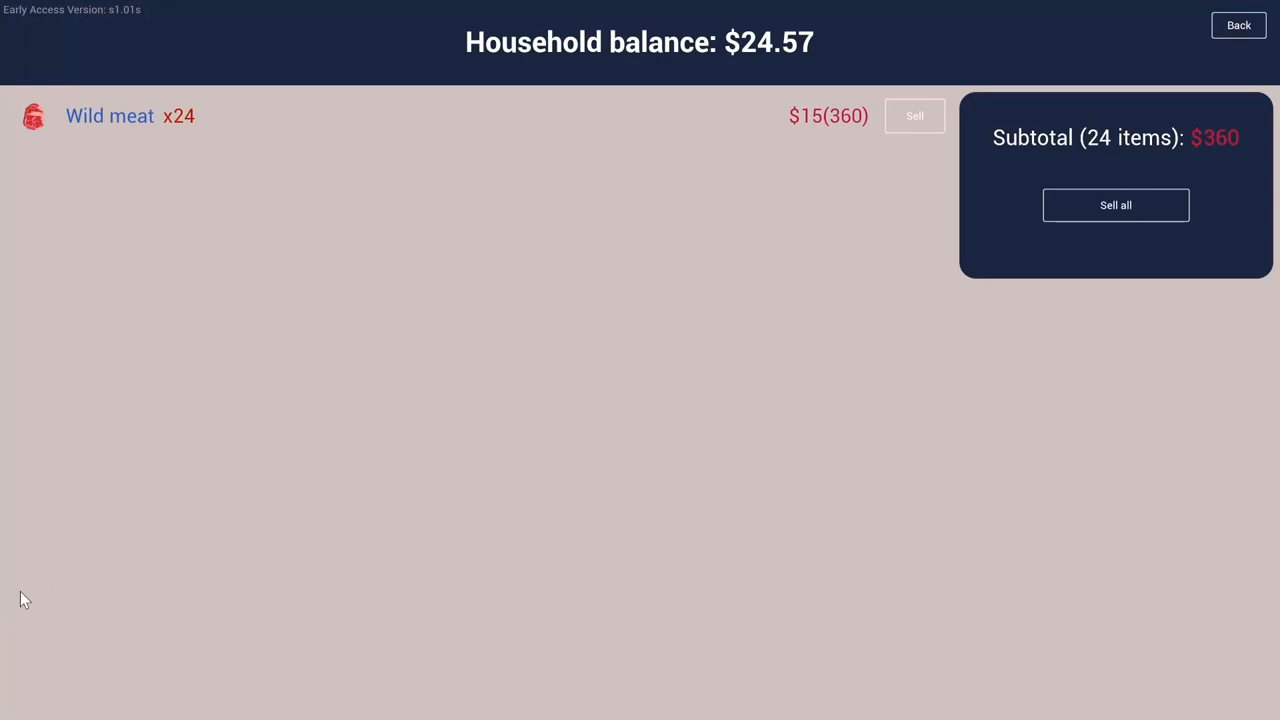 Early Access Version: s1.01s
Household balance: $24.57
Back
Wild meat x24
$15(360)
Sell
Subtotal (24 items): $360
Sell all